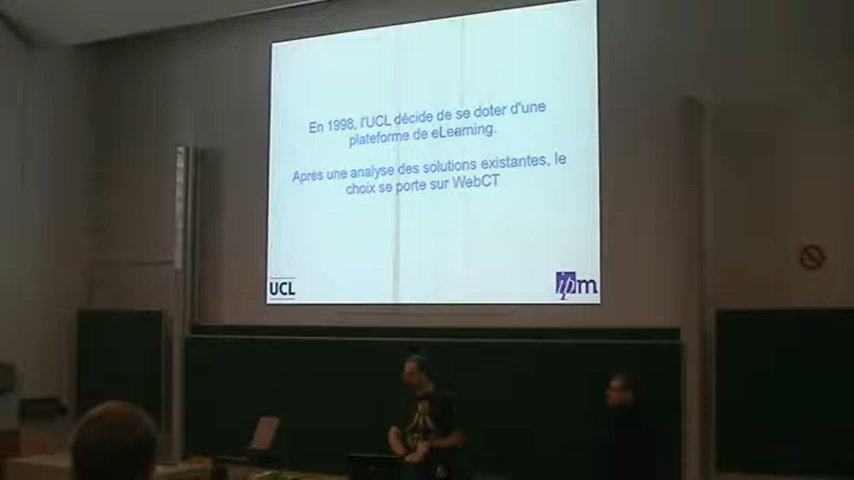 En 1998, l'UCL décide de se doter d'une
plateforme de eLearning.
Après une analyse des solutions existantes, le
choix se porte sur WebCT
UCL
ipm